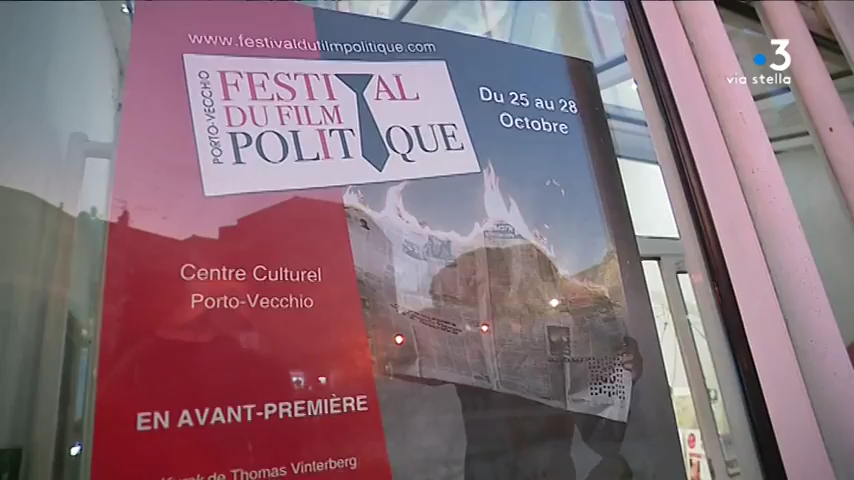 www.festivaldufilmpolitique.com
PORTO-VECCHIO
FESTIVAL
DU FILM
POLITIQUE
Du 25 au 28
Octobre
3
via stella
Centre Culturel
Porto-Vecchio
EN AVANT-PREMIÈRE
de Thomas Vinterberg